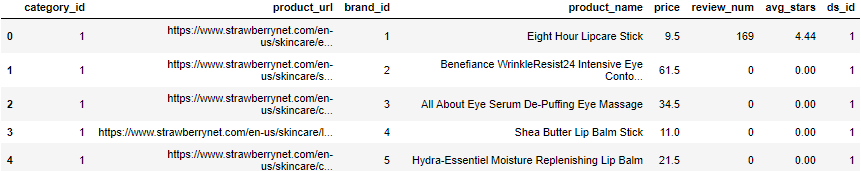 category_id product_url brand_id product_name price review_num avg_stars ds_id
0 1 https://www.strawberrynet.com/en-us/skincare/e... 1 Eight Hour Lipcare Stick 9.5 169 4.44 1
1 1 https://www.strawberrynet.com/en-us/skincare/s... 2 Benefiance WrinkleResist24 Intensive Eye Conto... 61.5 0 0.00 1
2 1 https://www.strawberrynet.com/en-us/skincare/c... 3 All About Eye Serum De-Puffing Eye Massage 34.5 0 0.00 1
3 1 https://www.strawberrynet.com/en-us/skincare/l... 4 Shea Butter Lip Balm Stick 11.0 0 0.00 1
4 1 https://www.strawberrynet.com/en-us/skincare/c... 5 Hydra-Essentiel Moisture Replenishing Lip Balm 21.5 0 0.00 1